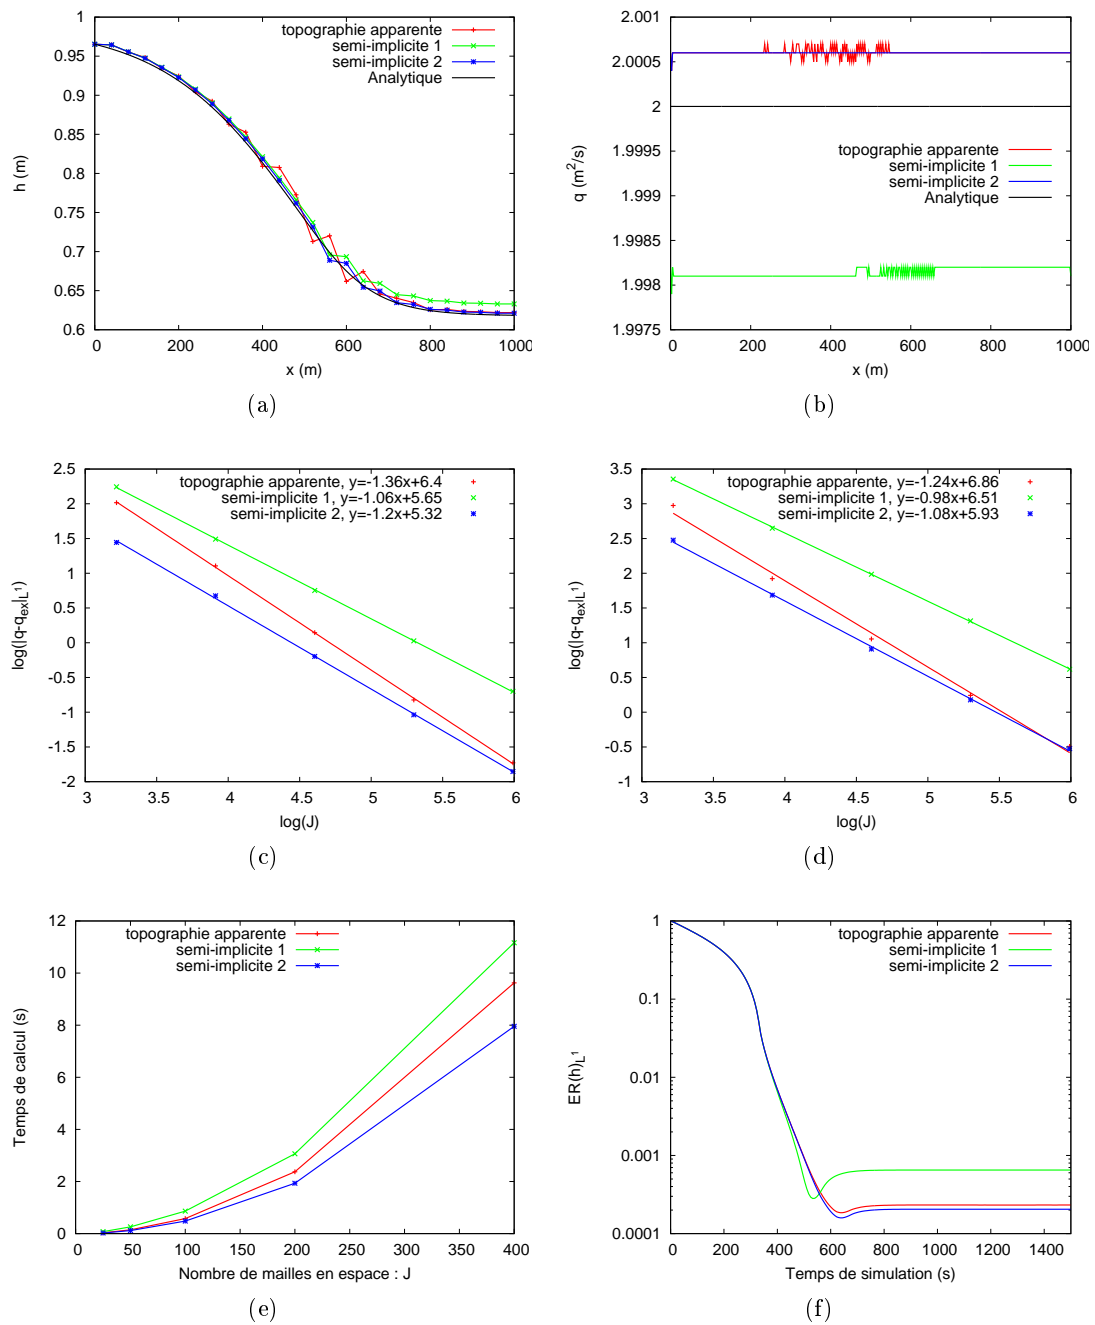 topographie apparente
semi-implicite 1
semi-implicite 2
Analytique
1
0.95
0.9
0.85
0.8
0.75
0.7
0.65
0.6
h (m)
0 200 400 600 800 1000
x (m)
(a)
2.001
2.0005
2
1.9995
1.999
1.9985
1.998
1.9975
q (m²/s)
topographie apparente
semi-implicite 1
semi-implicite 2
Analytique
0 200 400 600 800 1000
x (m)
(b)
topographie apparente, y=-1.36x+6.4
semi-implicite 1, y=-1.06x+5.65
semi-implicite 2, y=-1.2x+5.32
2.5
2
1.5
1
0.5
0
-0.5
-1
-1.5
-2
log(|q-q_ex|_L¹)
3 3.5 4 4.5 5 5.5 6
log(J)
(c)
topographie apparente, y=-1.24x+6.86
semi-implicite 1, y=-0.98x+6.51
semi-implicite 2, y=-1.08x+5.93
3.5
3
2.5
2
1.5
1
0.5
0
-0.5
-1
log(|q-q_ex|_L¹)
3 3.5 4 4.5 5 5.5 6
log(J)
(d)
topographie apparente
semi-implicite 1
semi-implicite 2
12
10
8
6
4
2
0
Temps de calcul (s)
0 50 100 150 200 250 300 350 400
Nombre de mailles en espace : J
(e)
topographie apparente
semi-implicite 1
semi-implicite 2
1
0.1
0.01
0.001
0.0001
ER(h)_L¹
0 200 400 600 800 1000 1200 1400
Temps de simulation (s)
(f)